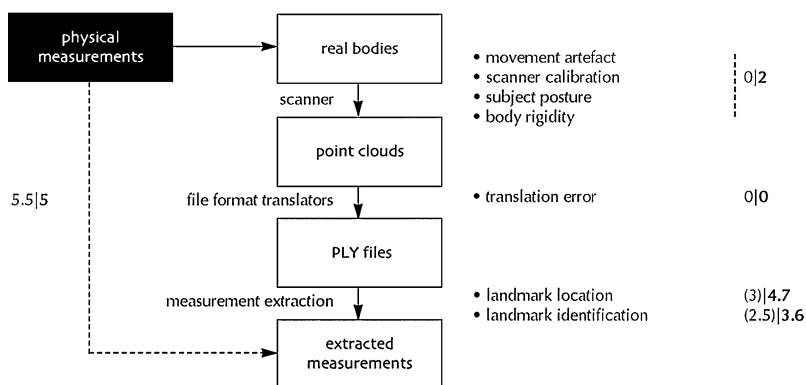 physical
measurements
real bodies
• movement artefact
• scanner calibration
• subject posture
• body rigidity
0|2
scanner
point clouds
5.5|5
file format translators
• translation error
0|0
PLY files
measurement extraction
• landmark location
(3)|4.7
• landmark identification
(2.5)|3.6
extracted
measurements